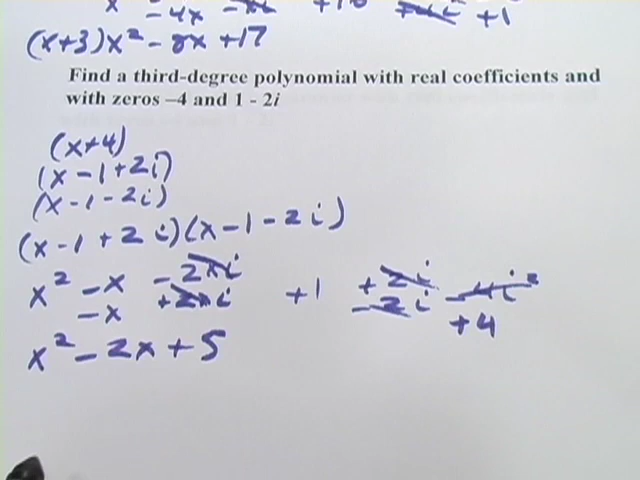 x - 4x +1
(x+3)x² - 8x +17
Find a third-degree polynomial with real coefficients and
with zeros –4 and 1 - 2i
(x+4)
(x - 1 + 2i)
(x - 1 - 2i)
(x - 1 + 2i)(x - 1 - 2i)
x² - x - 2xi +1 + 2i - 4i²
- x + 2xi - 2i + 4
x² - 2x + 5